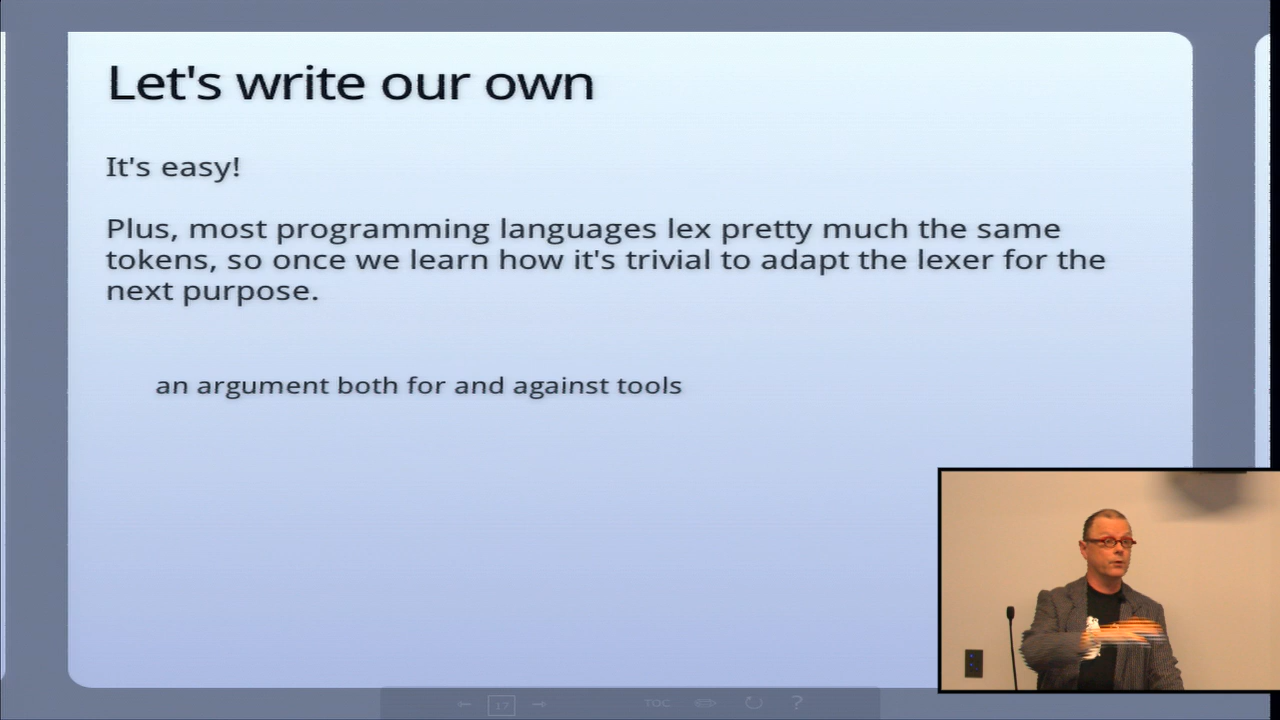 Let's write our own
It's easy!
Plus, most programming languages lex pretty much the same
tokens, so once we learn how it's trivial to adapt the lexer for the
next purpose.
an argument both for and against tools
17
TOC
?